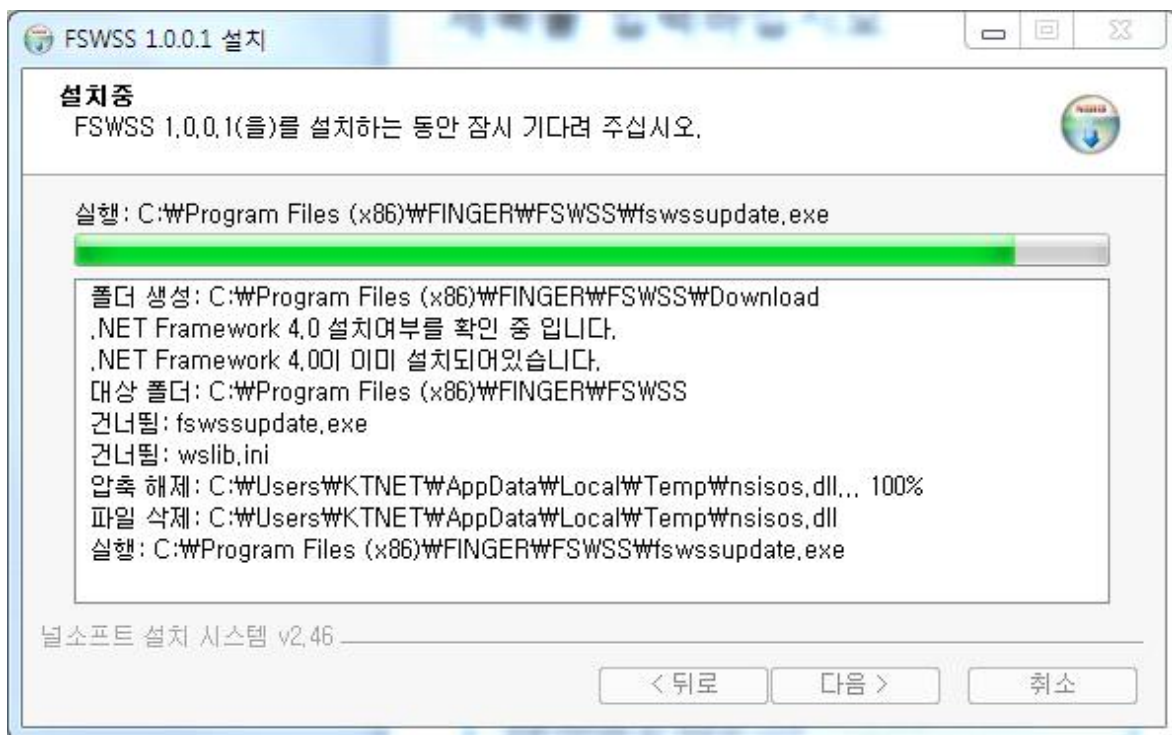 FSWSS 1.0.0.1 설치
설치중
FSWSS 1.0.0.1(을)를 설치하는 동안 잠시 기다려 주십시오.
실행: C:₩Program Files (x86)₩FINGER₩FSWSS₩fswssupdate.exe
폴더 생성: C:₩Program Files (x86)₩FINGER₩FSWSS₩Download
.NET Framework 4.0 설치여부를 확인 중 입니다.
.NET Framework 4.0이 이미 설치되어있습니다.
대상 폴더: C:₩Program Files (x86)₩FINGER₩FSWSS
건너뜀: fswssupdate.exe
건너뜀: wslib.ini
압축 해제: C:₩Users₩KTNET₩AppData₩Local₩Temp₩nsisos.dll... 100%
파일 삭제: C:₩Users₩KTNET₩AppData₩Local₩Temp₩nsisos.dll
실행: C:₩Program Files (x86)₩FINGER₩FSWSS₩fswssupdate.exe
널소프트 설치 시스템 v2.46
< 뒤로 다음 > 취소